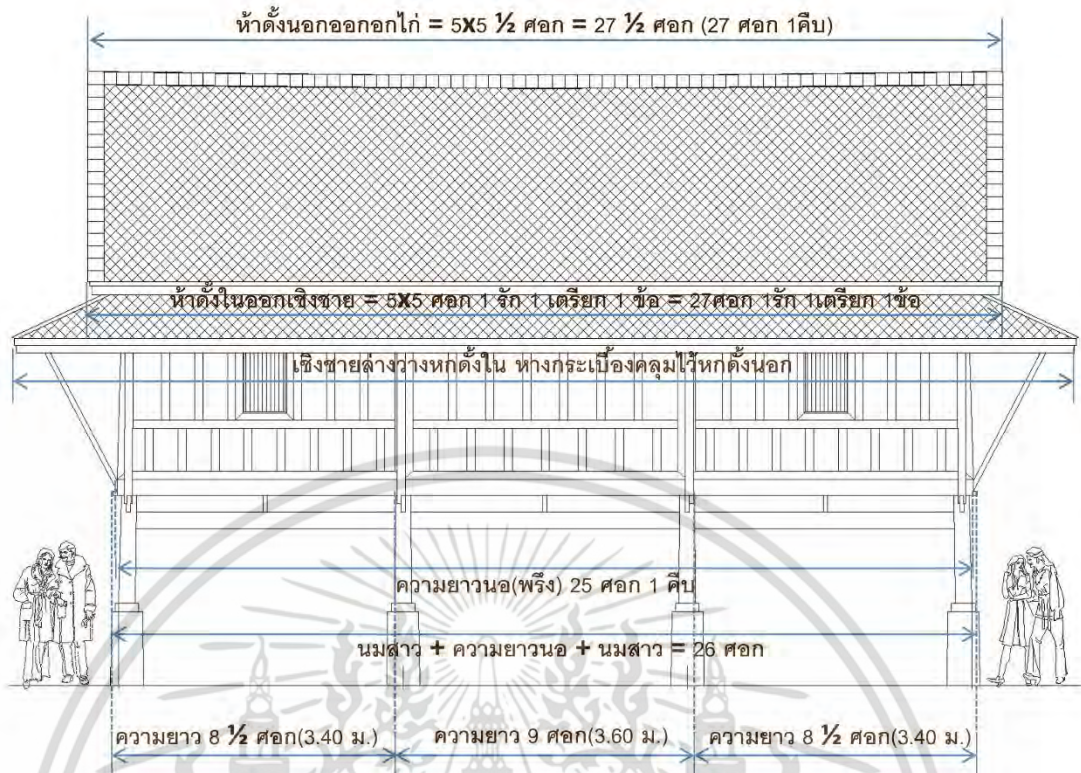 ห้าดั้งนอกออกอกไก่ = 5X5 ½ ศอก = 27 ½ ศอก (27 ศอก 1คืบ)
ห้าดั้งในออกเชิงชาย = 5X5 ศอก 1 รัก 1 เตรียก 1 ข้อ = 27ศอก 1รัก 1เตรียก 1ข้อ
เชิงชายล่างวางหกดั้งใน หางกระเบื้องคลุมไว้หกดั้งนอก
ความยาวนอ(พรึง) 25 ศอก 1 คืบ
นมสาว + ความยาวนอ + นมสาว = 26 ศอก
ความยาว 8 ½ ศอก(3.40 ม.) ความยาว 9 ศอก(3.60 ม.) ความยาว 8 ½ ศอก(3.40 ม.)